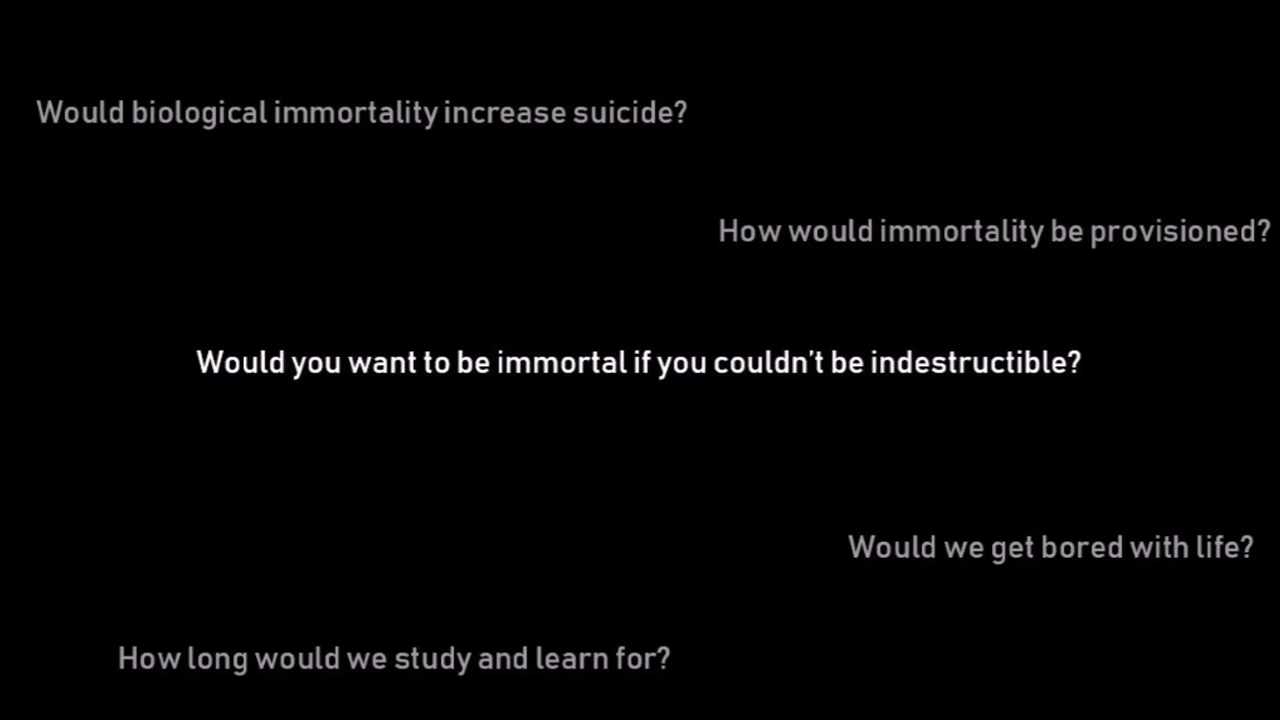 Would biological immortality increase suicide?
How would immortality be provisioned?
Would you want to be immortal if you couldn't be indestructible?
Would we get bored with life?
How long would we study and learn for?